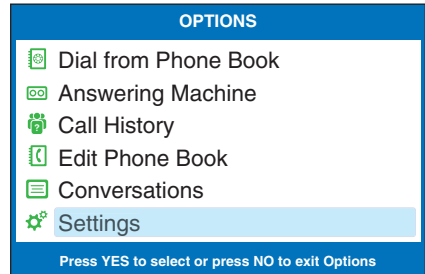 OPTIONS
Dial from Phone Book
Answering Machine
Call History
Edit Phone Book
Conversations
Settings
Press YES to select or press NO to exit Options